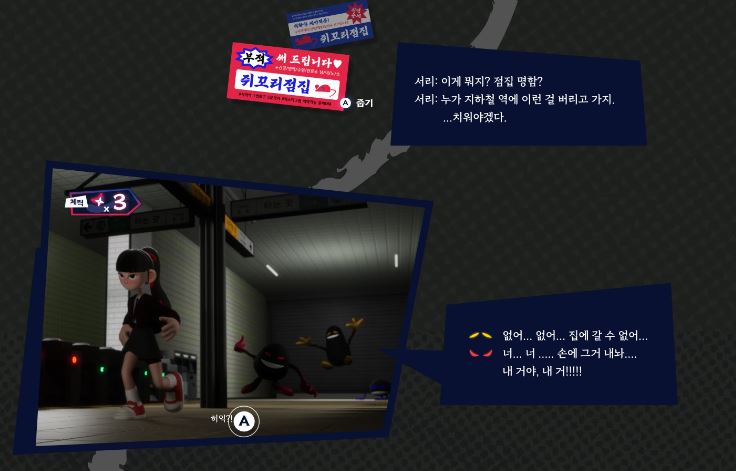 부적
써 드립니다♥
쥐꼬리점집
쥐꼬리점집
A 줍기
서리: 이게 뭐지? 점집 명함?
서리: 누가 지하철 역에 이런 걸 버리고 가지.
...치워야겠다.
체력
x 3
없어... 없어... 집에 갈 수 없어...
너... 너 ..... 손에 그거 내놔....
내 거야, 내 거!!!!!
히익?!
A